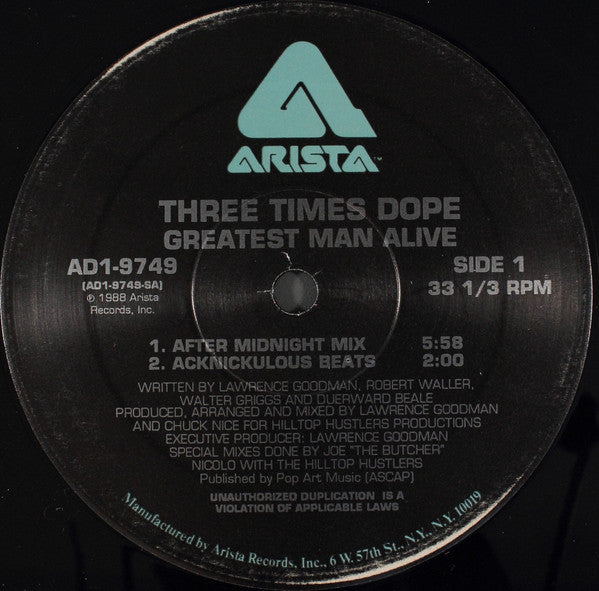 ARISTA™
THREE TIMES DOPE
GREATEST MAN ALIVE
AD1-9749
(AD1-9749-SA)
℗ 1988 Arista
Records, Inc.
SIDE 1
33 1/3 RPM
1. AFTER MIDNIGHT MIX 5:58
2. ACKNICKULOUS BEATS 2:00
WRITTEN BY LAWRENCE GOODMAN, ROBERT WALLER,
WALTER GRIGGS AND DUERWARD BEALE
PRODUCED, ARRANGED AND MIXED BY LAWRENCE GOODMAN
AND CHUCK NICE FOR HILLTOP HUSTLERS PRODUCTIONS
EXECUTIVE PRODUCER: LAWRENCE GOODMAN
SPECIAL MIXES DONE BY JOE "THE BUTCHER"
NICOLO WITH THE HILLTOP HUSTLERS
Published by Pop Art Music (ASCAP)
UNAUTHORIZED DUPLICATION IS A
VIOLATION OF APPLICABLE LAWS
Manufactured by Arista Records, Inc., 6 W. 57th St., N.Y., N.Y. 10019